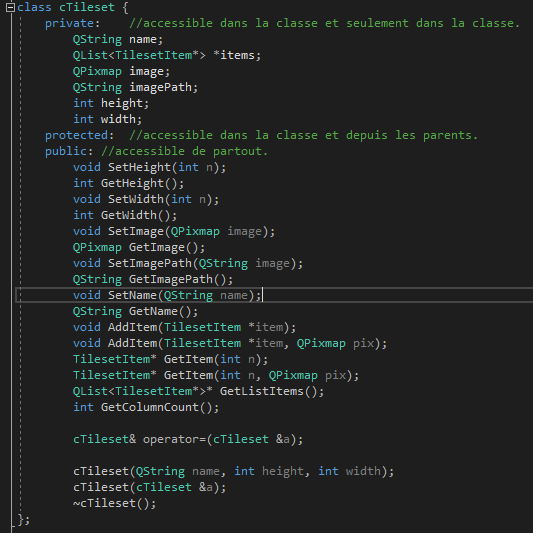 class cTileset {
private: //accessible dans la classe et seulement dans la classe.
QString name;
QList<TilesetItem*> *items;
QPixmap image;
QString imagePath;
int height;
int width;
protected: //accessible dans la classe et depuis les parents.
public: //accessible de partout.
void SetHeight(int n);
int GetHeight();
void SetWidth(int n);
int GetWidth();
void SetImage(QPixmap image);
QPixmap GetImage();
void SetImagePath(QString image);
QString GetImagePath();
void SetName(QString name);
QString GetName();
void AddItem(TilesetItem *item);
void AddItem(TilesetItem *item, QPixmap pix);
TilesetItem* GetItem(int n);
TilesetItem* GetItem(int n, QPixmap pix);
QList<TilesetItem*>* GetListItems();
int GetColumnCount();
cTileset& operator=(cTileset &a);
cTileset(QString name, int height, int width);
cTileset(cTileset &a);
~cTileset();
};